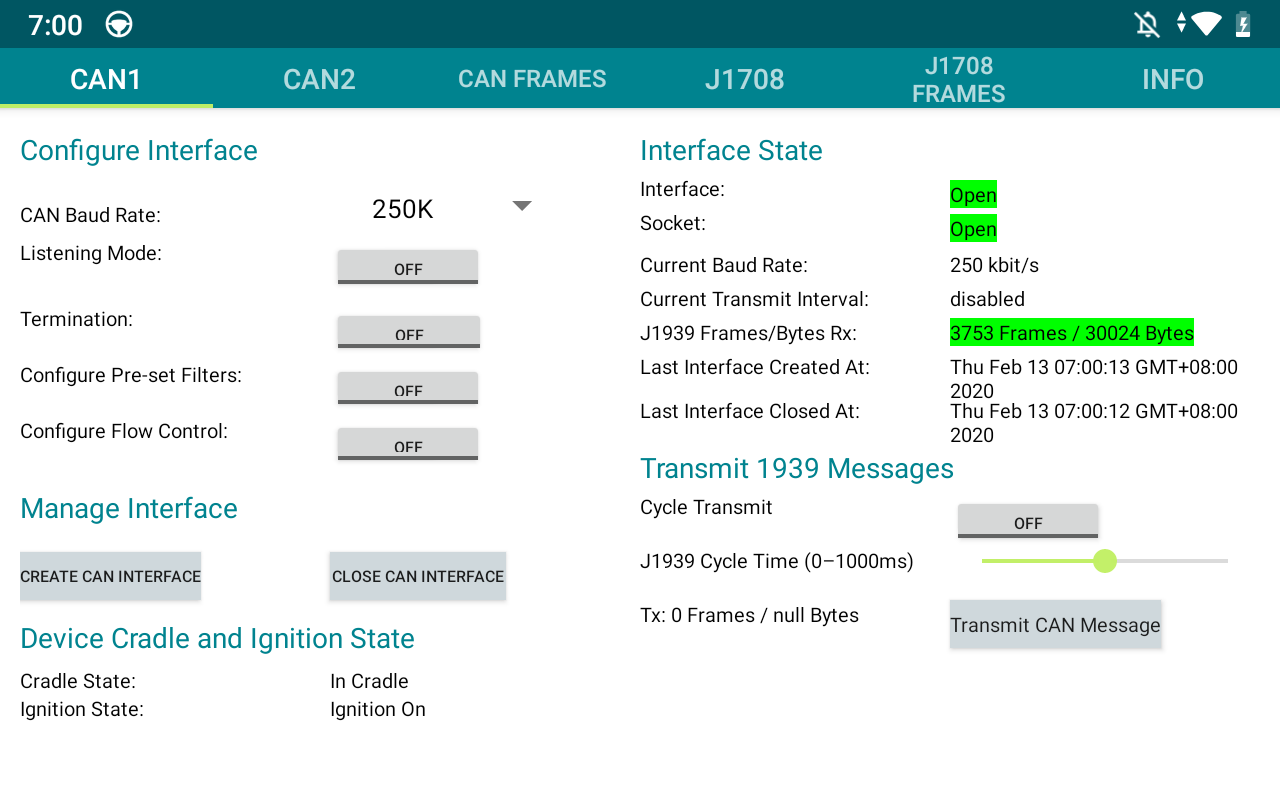 7:00
CAN1
CAN2
CAN FRAMES
J1708
J1708
FRAMES
INFO
Configure Interface
CAN Baud Rate:
250K
Listening Mode:
OFF
Termination:
OFF
Configure Pre-set Filters:
OFF
Configure Flow Control:
OFF
Manage Interface
CREATE CAN INTERFACE
CLOSE CAN INTERFACE
Device Cradle and Ignition State
Cradle State:
In Cradle
Ignition State:
Ignition On
Interface State
Interface:
Open
Socket:
Open
Current Baud Rate:
250 kbit/s
Current Transmit Interval:
disabled
J1939 Frames/Bytes Rx:
3753 Frames / 30024 Bytes
Last Interface Created At:
Thu Feb 13 07:00:13 GMT+08:00
2020
Last Interface Closed At:
Thu Feb 13 07:00:12 GMT+08:00
2020
Transmit 1939 Messages
Cycle Transmit
OFF
J1939 Cycle Time (0–1000ms)
Tx: 0 Frames / null Bytes
Transmit CAN Message